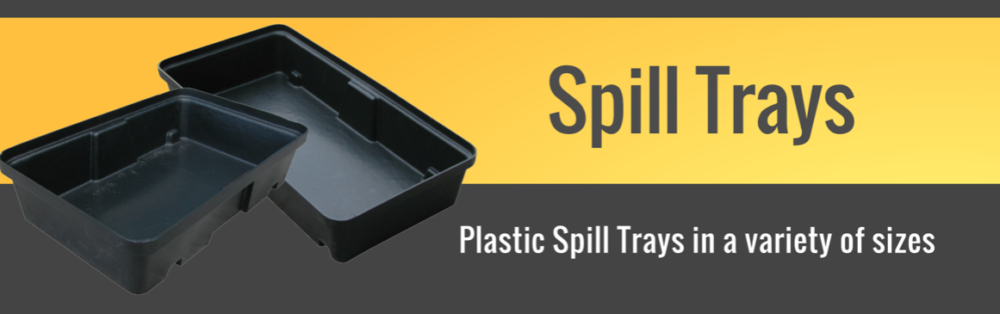 Spill Trays
Plastic Spill Trays in a variety of sizes